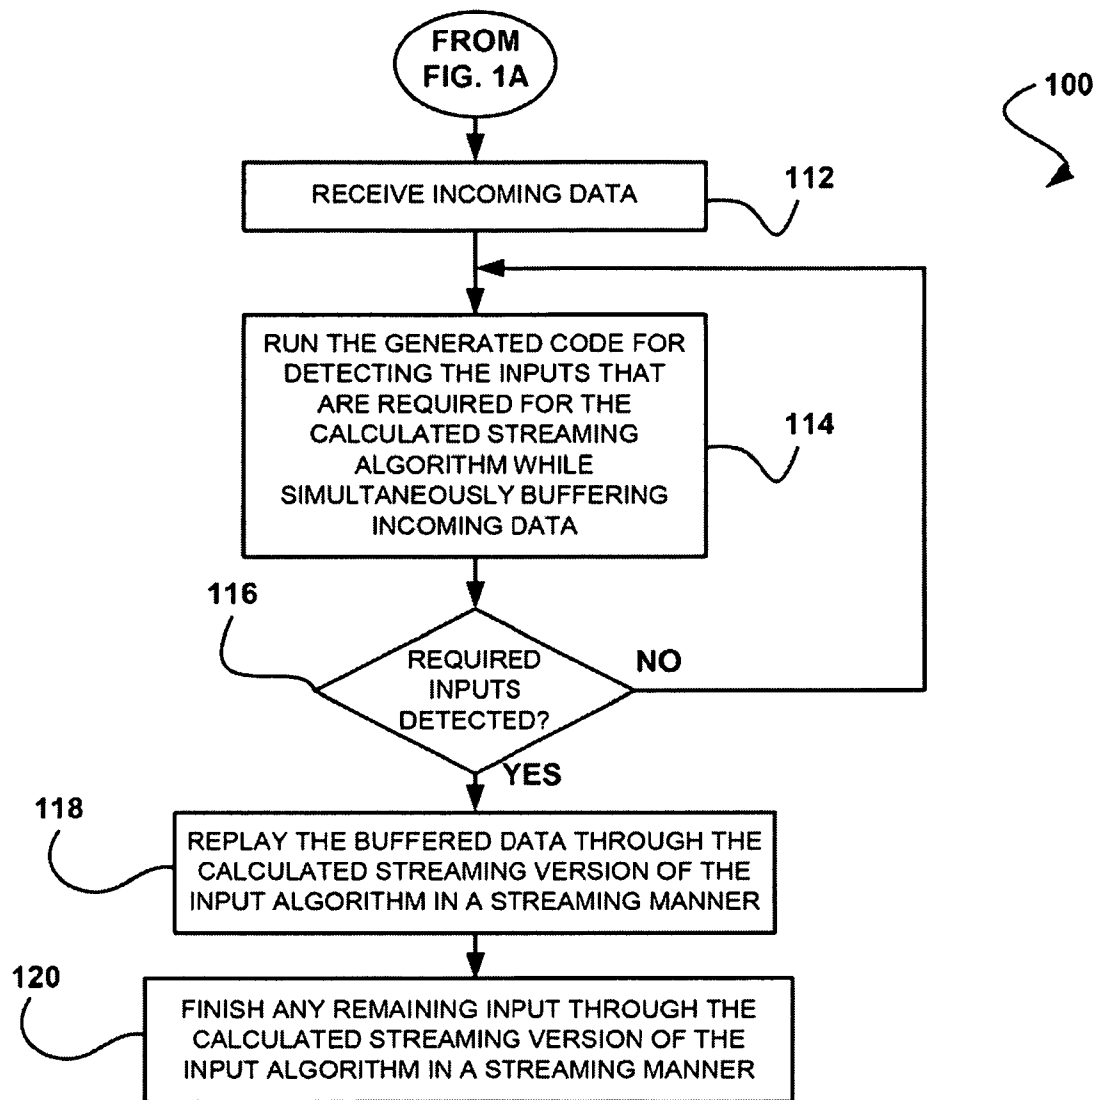 FROM
FIG. 1A
100
RECEIVE INCOMING DATA
112
RUN THE GENERATED CODE FOR
DETECTING THE INPUTS THAT
ARE REQUIRED FOR THE
CALCULATED STREAMING
ALGORITHM WHILE
SIMULTANEOUSLY BUFFERING
INCOMING DATA
114
116
REQUIRED
INPUTS
DETECTED?
NO
YES
118
REPLAY THE BUFFERED DATA THROUGH THE
CALCULATED STREAMING VERSION OF THE
INPUT ALGORITHM IN A STREAMING MANNER
120
FINISH ANY REMAINING INPUT THROUGH THE
CALCULATED STREAMING VERSION OF THE
INPUT ALGORITHM IN A STREAMING MANNER